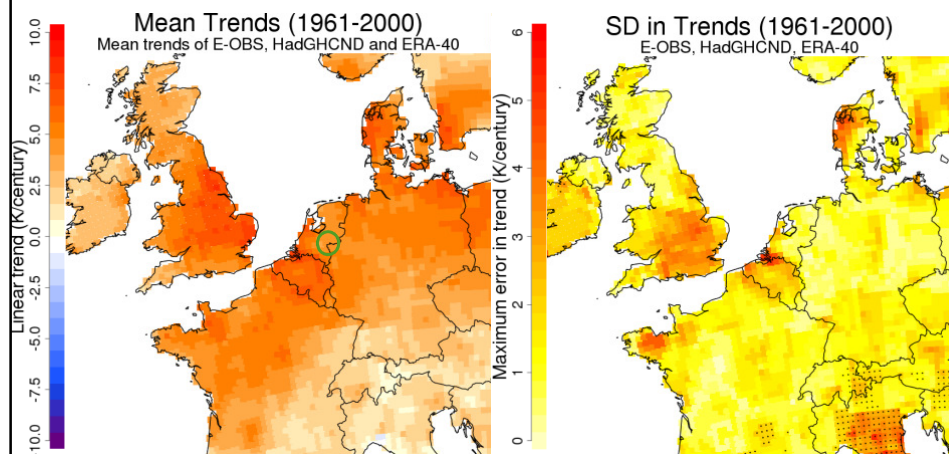 Mean Trends (1961-2000)
Mean trends of E-OBS, HadGHCND and ERA-40
Linear trend (K/century)
10.0
7.5
5.0
2.5
0.0
-2.5
-5.0
-7.5
10.0
SD in Trends (1961-2000)
E-OBS, HadGHCND, ERA-40
Maximum error in trend (K/century)
6
5
4
3
2
1
0